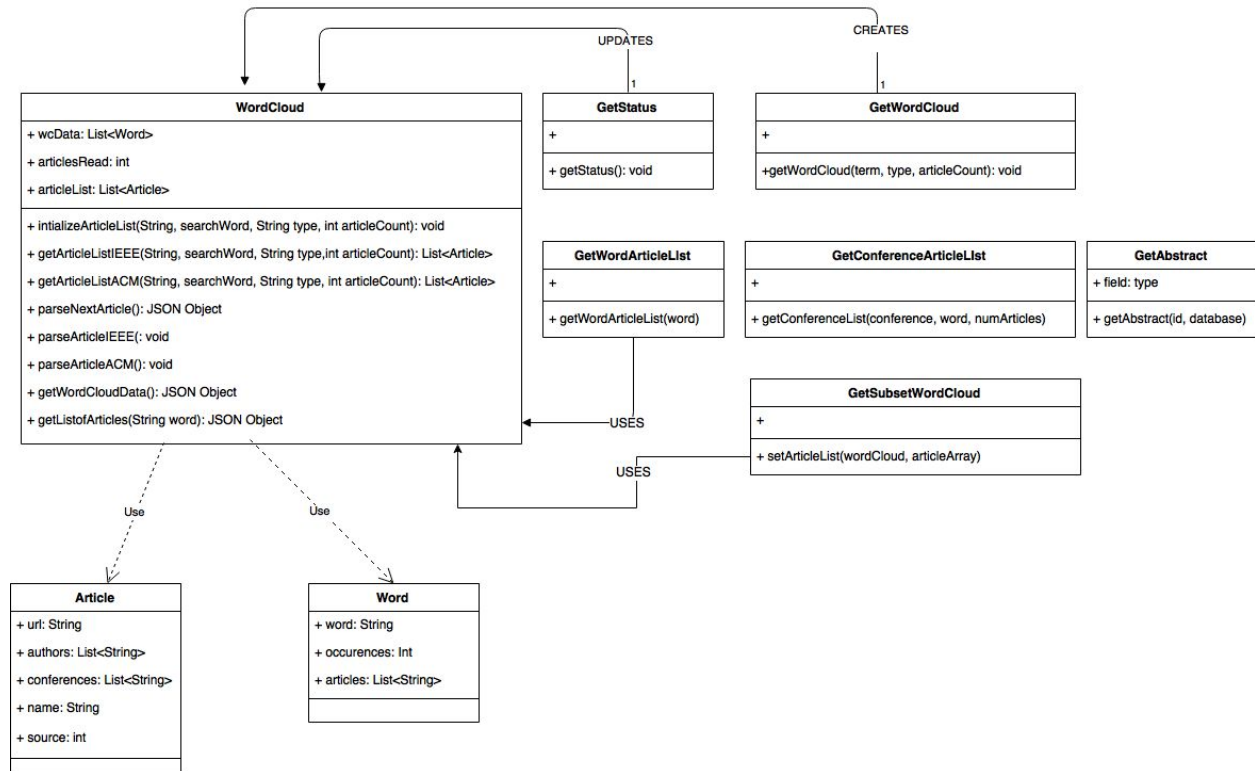 CREATES
UPDATES
1
1
WordCloud
+ wcData: List<Word>
+ articlesRead: int
+ articleList: List<Article>
+ intializeArticleList(String, searchWord, String type, int articleCount): void
+ getArticleListIEEE(String, searchWord, String type,int articleCount): List<Article>
+ getArticleListACM(String, searchWord, String type, int articleCount): List<Article>
+ parseNextArticle(): JSON Object
+ parseArticleIEEE(: void
+ parseArticleACM(): void
+ getWordCloudData(): JSON Object
+ getListofArticles(String word): JSON Object
GetStatus
+
+ getStatus(): void
GetWordCloud
+
+getWordCloud(term, type, articleCount): void
GetWordArticleList
+
+ getWordArticleList(word)
GetConferenceArticleList
+
+ getConferenceList(conference, word, numArticles)
GetAbstract
+ field: type
+ getAbstract(id, database)
GetSubsetWordCloud
+
+ setArticleList(wordCloud, articleArray)
USES
USES
Use
Use
Article
+ url: String
+ authors: List<String>
+ conferences: List<String>
+ name: String
+ source: int
Word
+ word: String
+ occurences: Int
+ articles: List<String>